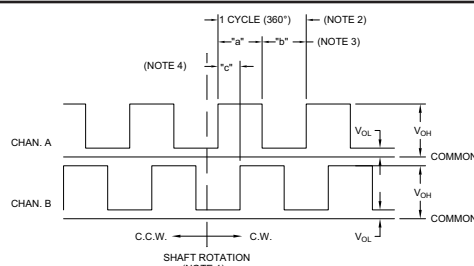 1 CYCLE (360°) (NOTE 2)
"a" "b" (NOTE 3)
(NOTE 4) "c"
CHAN. A
VOL
VOH
COMMON
CHAN. B
VOH
COMMON
C.C.W. C.W.
VOL
SHAFT ROTATION